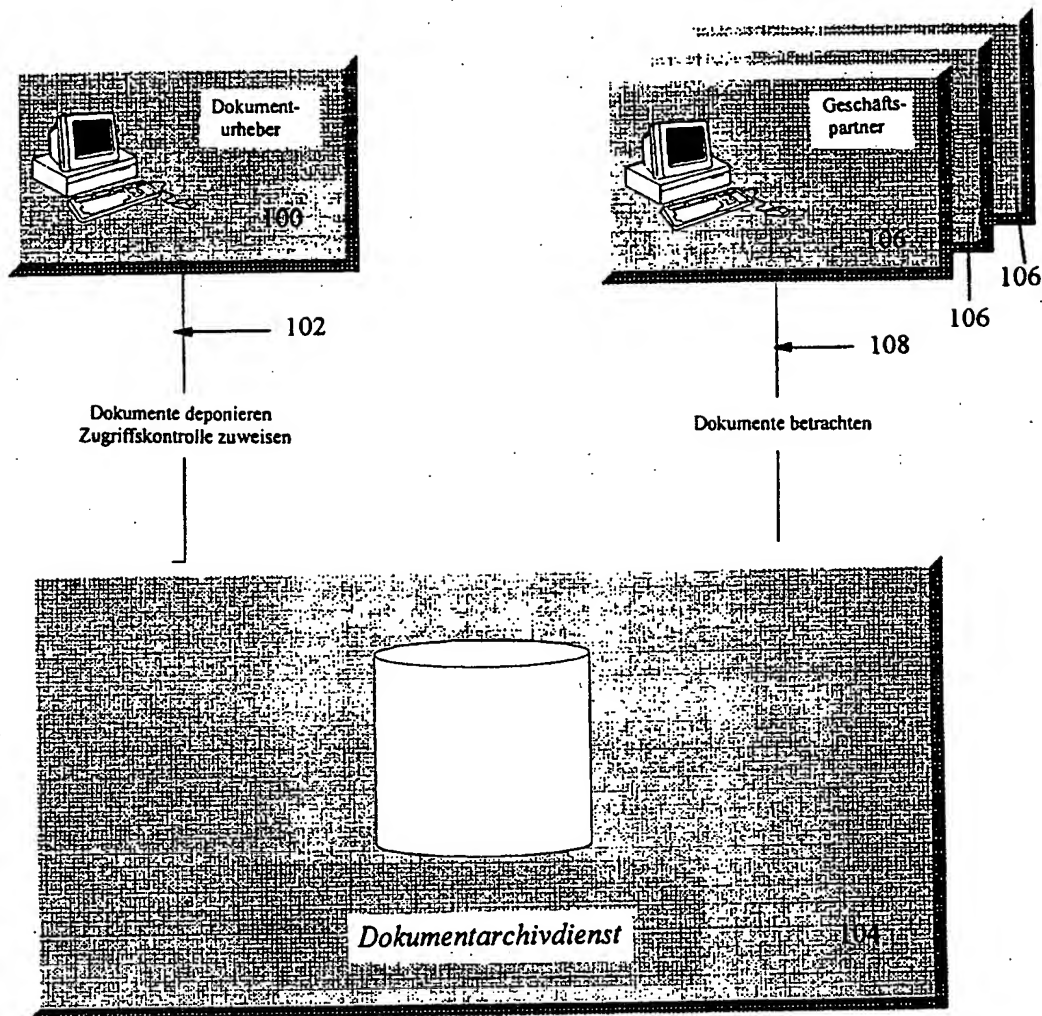 Dokument-
urheber
100
Geschäfts-
partner
106
106
106
102
108
Dokumente deponieren
Zugriffskontrolle zuweisen
Dokumente betrachten
Dokumentarchivdienst
104